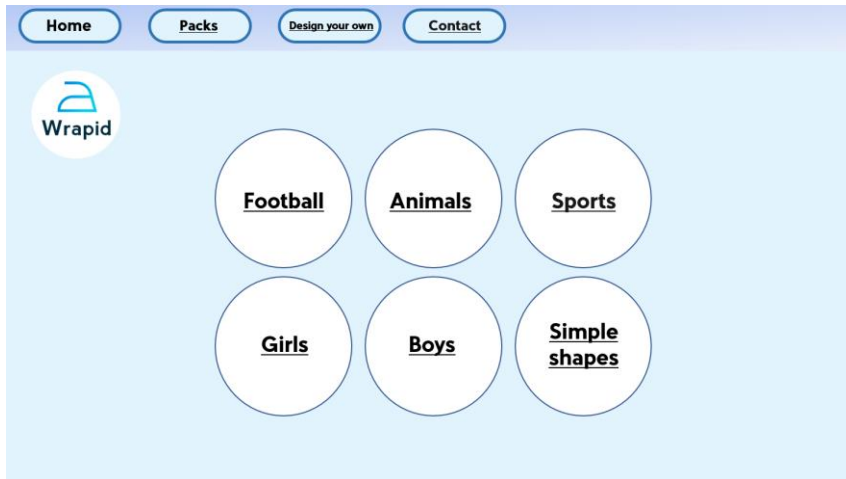 Home
Packs
Design your own
Contact
Wrapid
Football
Animals
Sports
Girls
Boys
Simple
shapes